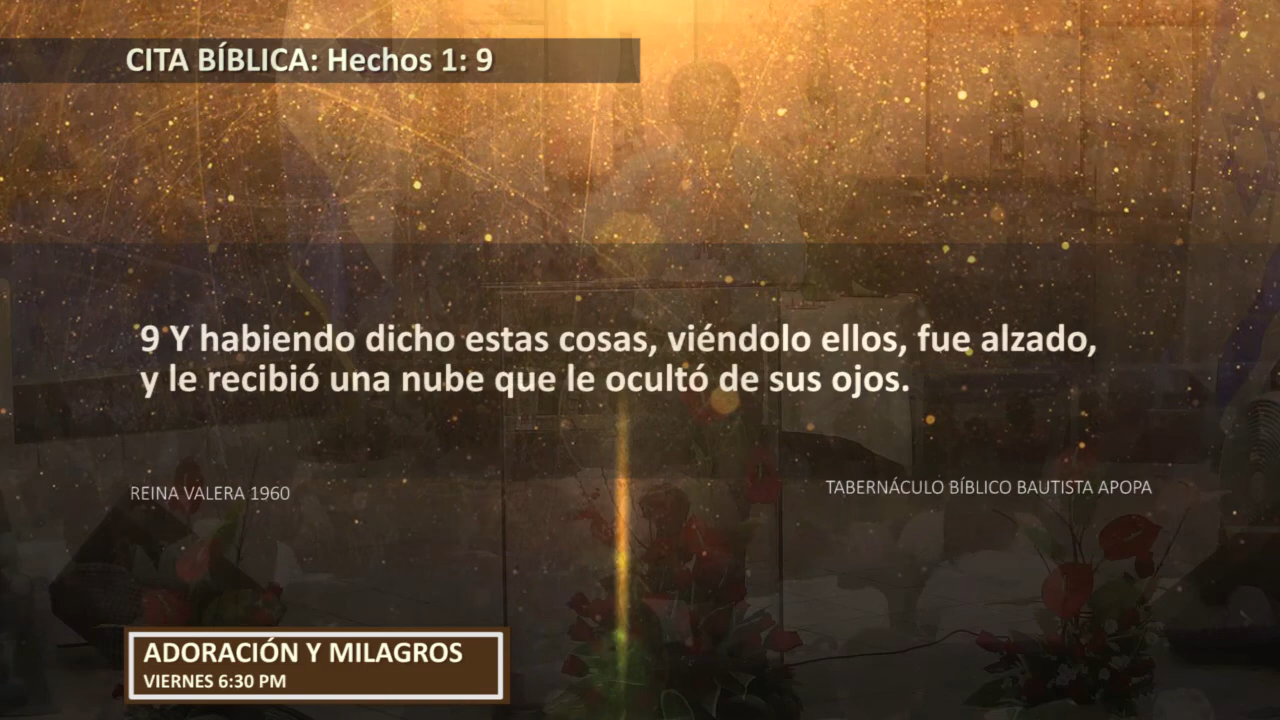 CITA BÍBLICA: Hechos 1: 9
9 Y habiendo dicho estas cosas, viéndolo ellos, fue alzado,
y le recibió una nube que le ocultó de sus ojos.
REINA VALERA 1960
TABERNÁCULO BÍBLICO BAUTISTA APOPA
ADORACIÓN Y MILAGROS
VIERNES 6:30 PM